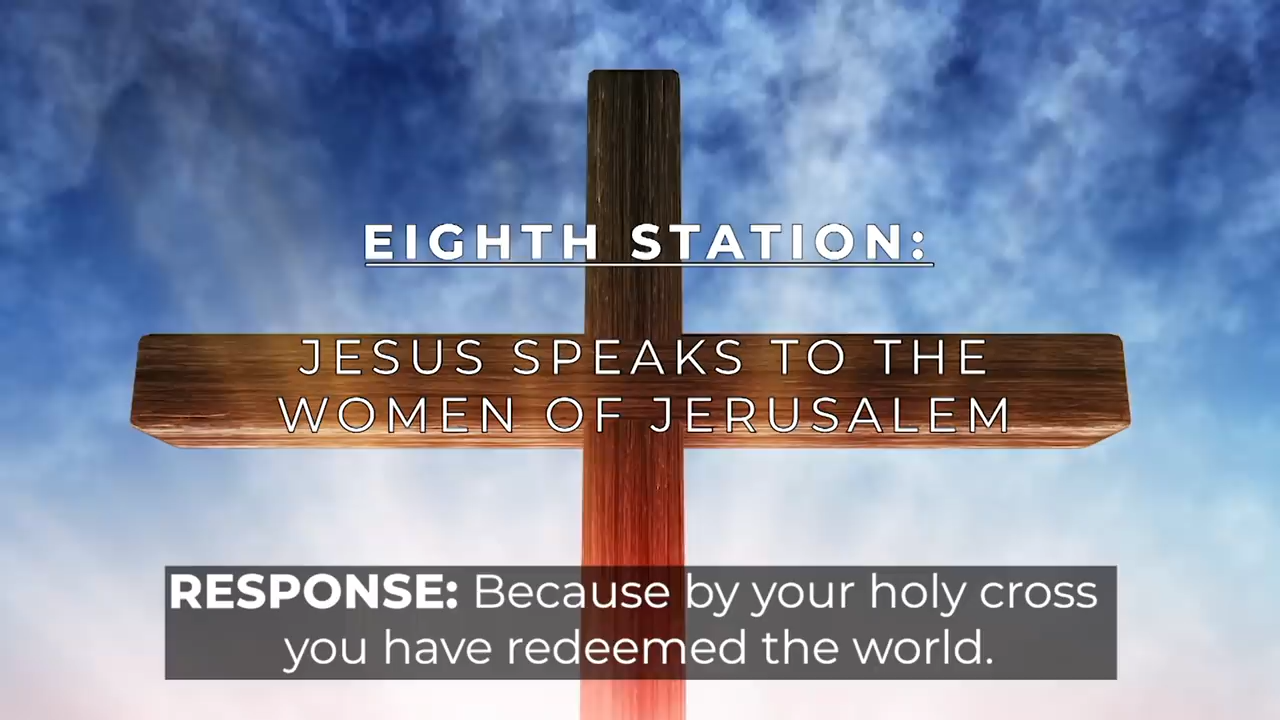 EIGHTH STATION:
JESUS SPEAKS TO THE
WOMEN OF JERUSALEM
RESPONSE: Because by your holy cross
you have redeemed the world.